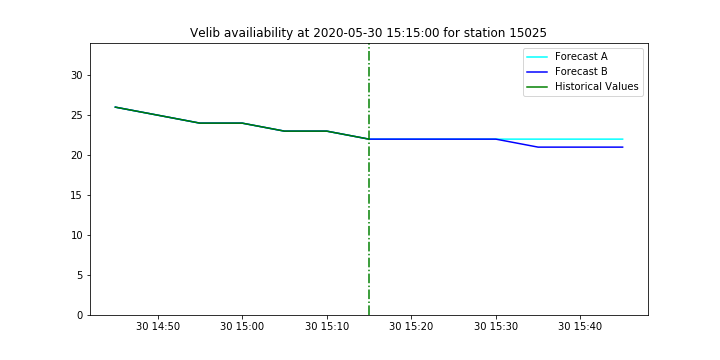 Velib availiability at 2020-05-30 15:15:00 for station 15025
Forecast A
Forecast B
Historical Values
30
25
20
15
10
5
0
30 14:50 30 15:00 30 15:10 30 15:20 30 15:30 30 15:40